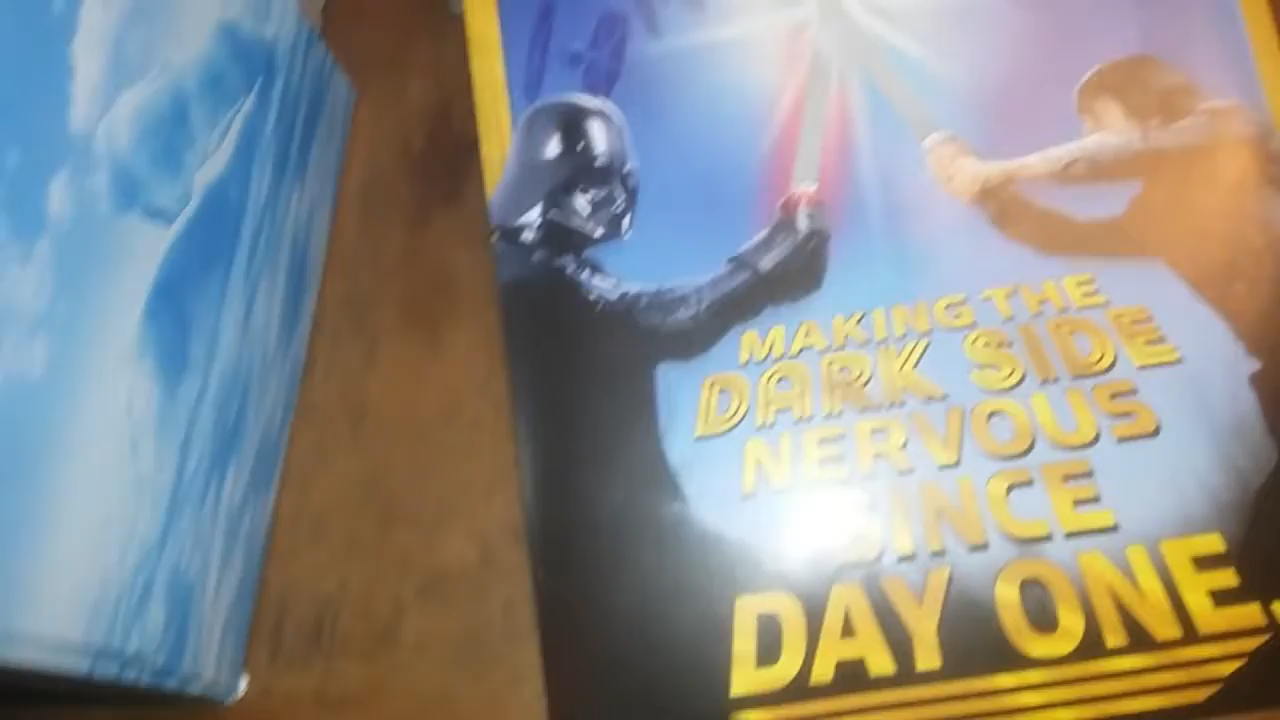 MAKING THE
DARK SIDE
NERVOUS
SINCE
DAY ONE.